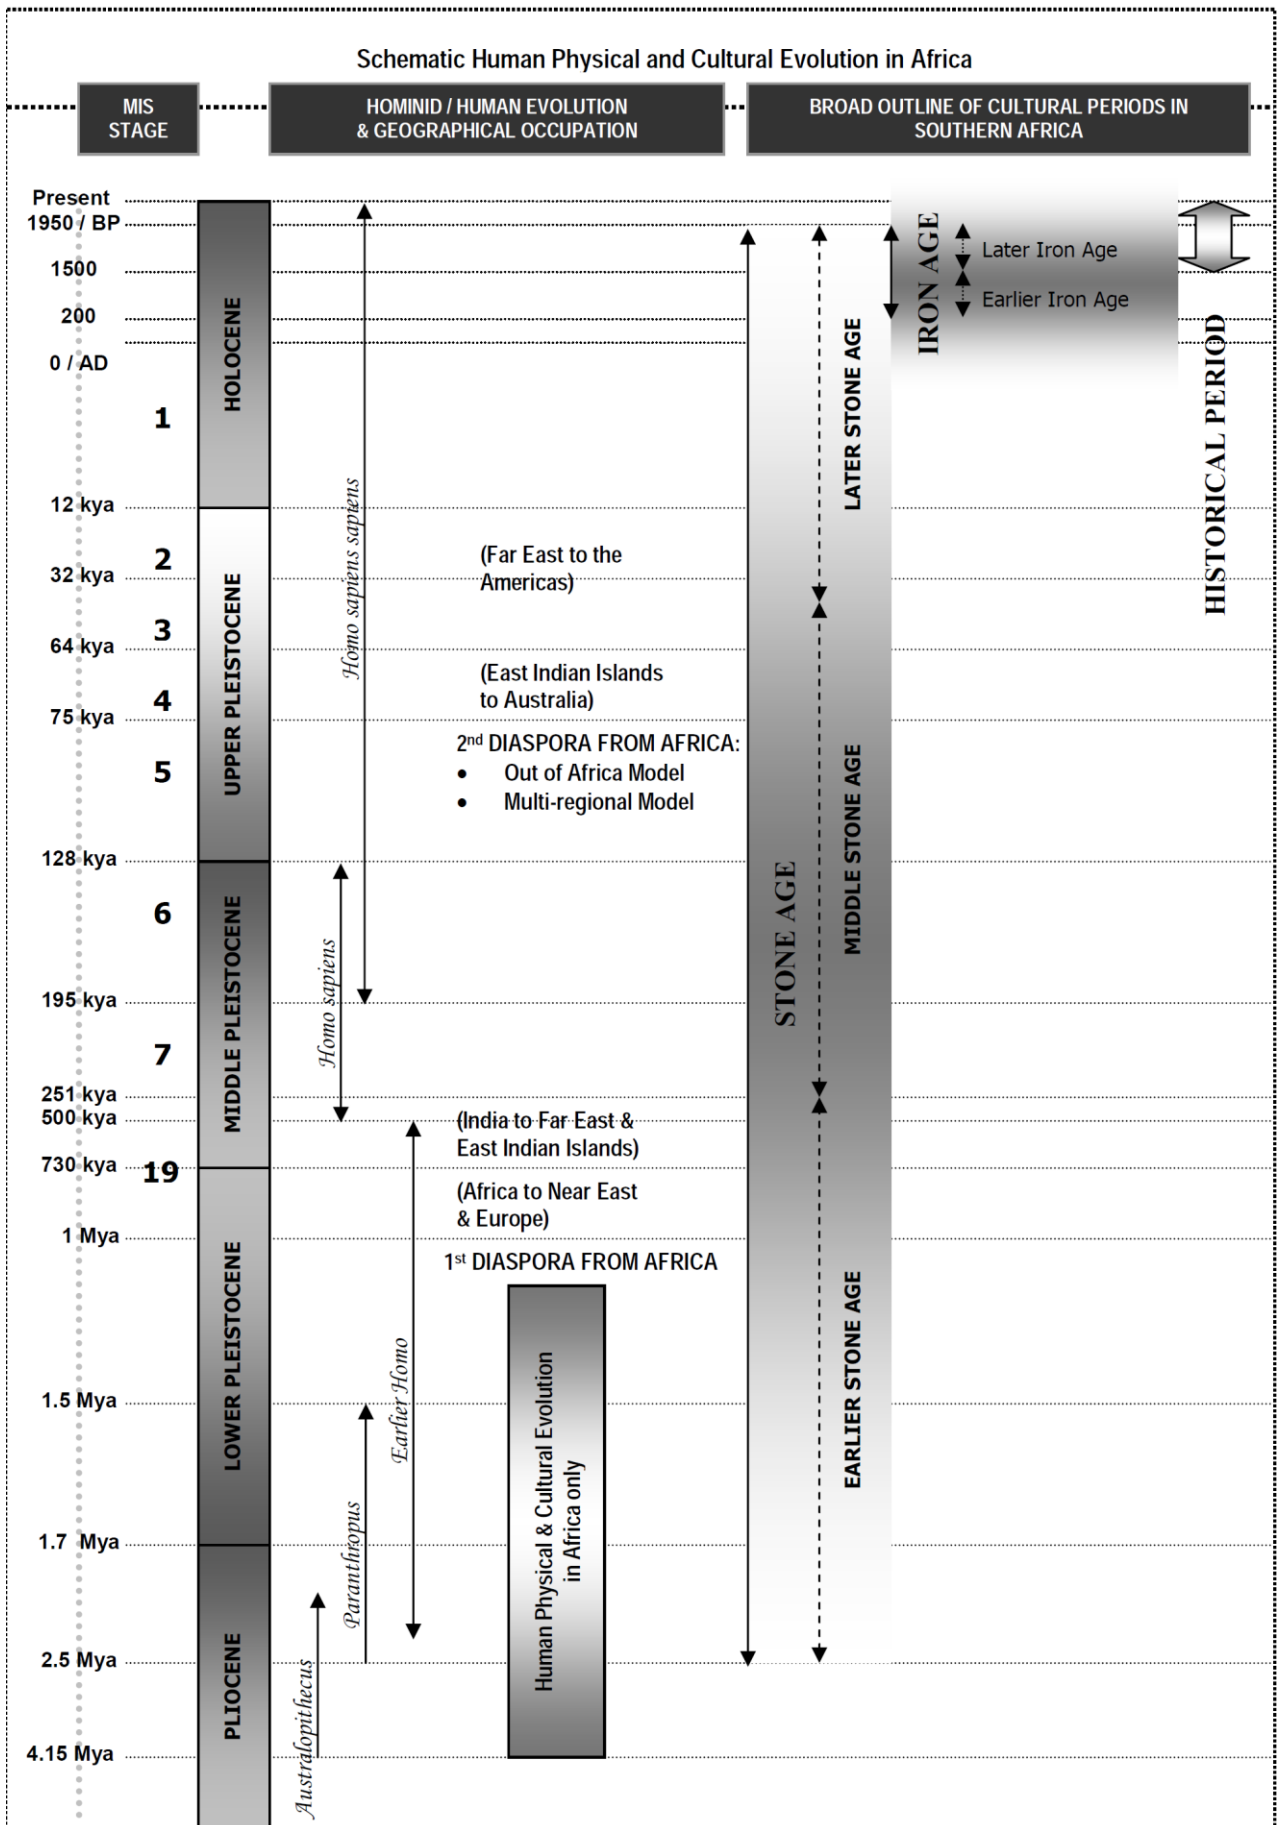 Schematic Human Physical and Cultural Evolution in Africa
MIS
STAGE
HOMINID / HUMAN EVOLUTION
& GEOGRAPHICAL OCCUPATION
BROAD OUTLINE OF CULTURAL PERIODS IN
SOUTHERN AFRICA
Present
1950 / BP
1500
200
0 / AD
12 kya
32 kya
64 kya
75 kya
128 kya
195 kya
251 kya
500 kya
730 kya
1 Mya
1.5 Mya
1.7 Mya
2.5 Mya
4.15 Mya
1
2
3
4
5
6
7
19
HOLOCENE
UPPER PLEISTOCENE
MIDDLE PLEISTOCENE
LOWER PLEISTOCENE
PLIOCENE
Homo sapiens sapiens
Homo sapiens
Earlier Homo
Paranthropus
Australopithecus
(Far East to the
Americas)
(East Indian Islands
to Australia)
2nd DIASPORA FROM AFRICA:
• Out of Africa Model
• Multi-regional Model
(India to Far East &
East Indian Islands)
(Africa to Near East
& Europe)
1st DIASPORA FROM AFRICA
Human Physical & Cultural Evolution
in Africa only
STONE AGE
LATER STONE AGE
MIDDLE STONE AGE
EARLIER STONE AGE
IRON AGE
Later Iron Age
Earlier Iron Age
HISTORICAL PERIOD